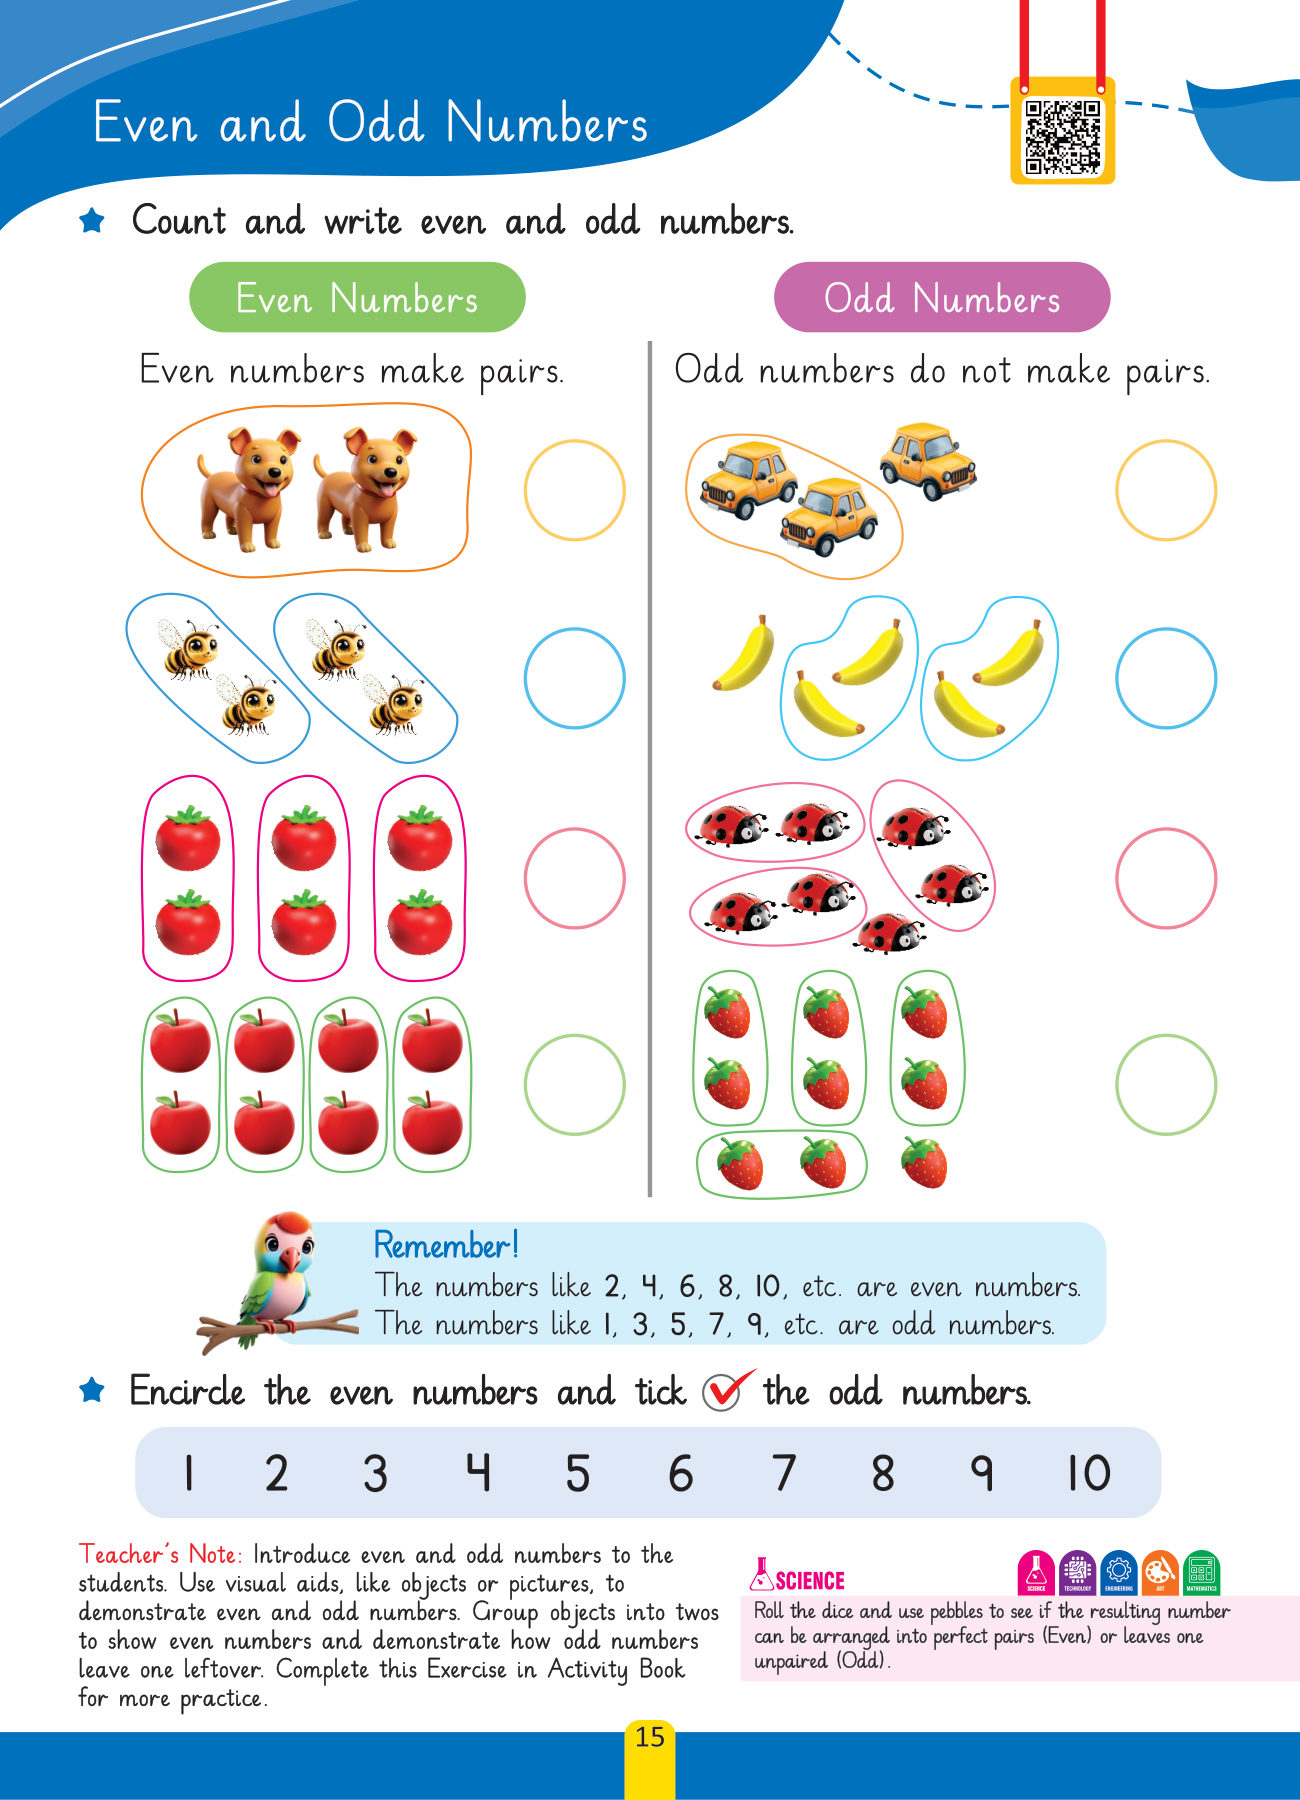 Even and Odd Numbers
Count and write even and odd numbers.
Even Numbers
Odd Numbers
Even numbers make pairs.
Odd numbers do not make pairs.
Remember!
The numbers like 2, 4, 6, 8, 10, etc. are even numbers.
The numbers like 1, 3, 5, 7, 9, etc. are odd numbers.
Encircle the even numbers and tick the odd numbers.
1 2 3 4 5 6 7 8 9 10
Teacher's Note: Introduce even and odd numbers to the
students. Use visual aids, like objects or pictures, to
demonstrate even and odd numbers. Group objects into twos
to show even numbers and demonstrate how odd numbers
leave one leftover. Complete this Exercise in Activity Book
for more practice.
SCIENCE
SCIENCE TECHNOLOGY ENGINEERING ART MATHEMATICS
Roll the dice and use pebbles to see if the resulting number
can be arranged into perfect pairs (Even) or leaves one
unpaired (Odd).
15